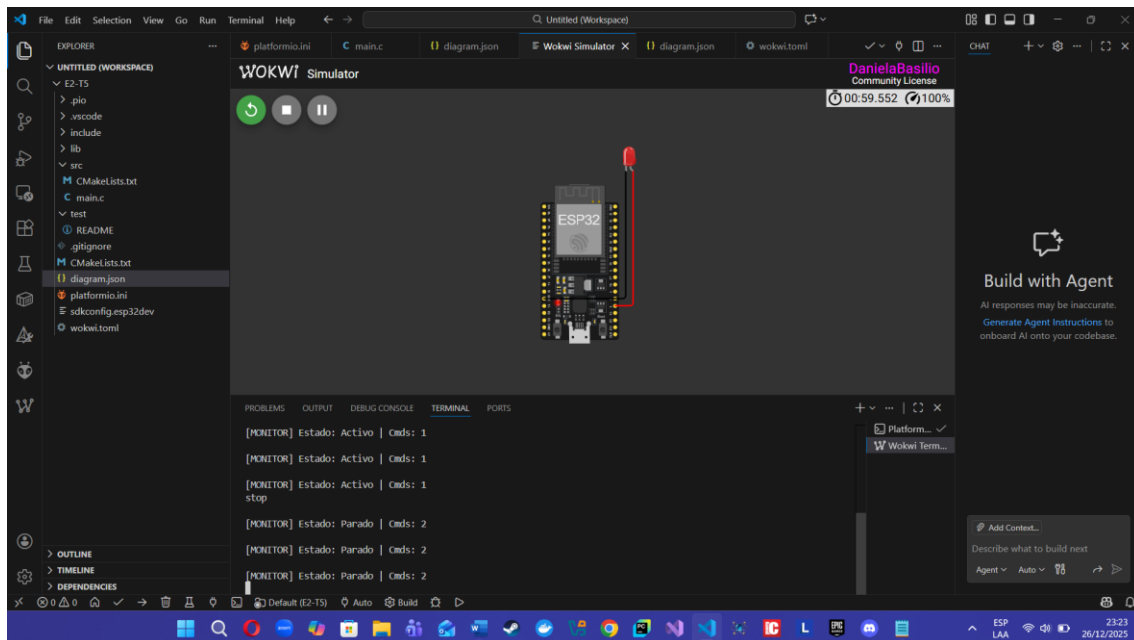 File Edit Selection View Go Run Terminal Help
Untitled (Workspace)
EXPLORER
UNTITLED (WORKSPACE)
E2-T5
.pio
.vscode
include
lib
src
CMakeLists.txt
main.c
test
README
.gitignore
CMakeLists.txt
diagram.json
platformio.ini
sdkconfig.esp32dev
wokwi.toml
OUTLINE
TIMELINE
DEPENDENCIES
platformio.ini main.c diagram.json Wokwi Simulator diagram.json wokwi.toml
WOKWI Simulator
DanielaBasilio
Community License
00:59.552 100%
ESP32
PROBLEMS OUTPUT DEBUG CONSOLE TERMINAL PORTS
[MONITOR] Estado: Activo | Cmds: 1
[MONITOR] Estado: Activo | Cmds: 1
[MONITOR] Estado: Activo | Cmds: 1
stop
[MONITOR] Estado: Parado | Cmds: 2
[MONITOR] Estado: Parado | Cmds: 2
[MONITOR] Estado: Parado | Cmds: 2
Platform...
Wokwi Term...
CHAT
Build with Agent
AI responses may be inaccurate.
Generate Agent Instructions to
onboard AI onto your codebase.
Add Context...
Describe what to build next
Agent Auto
0 0 Default (E2-T5) Auto Build
ESP
LAA
23:23
26/12/2025